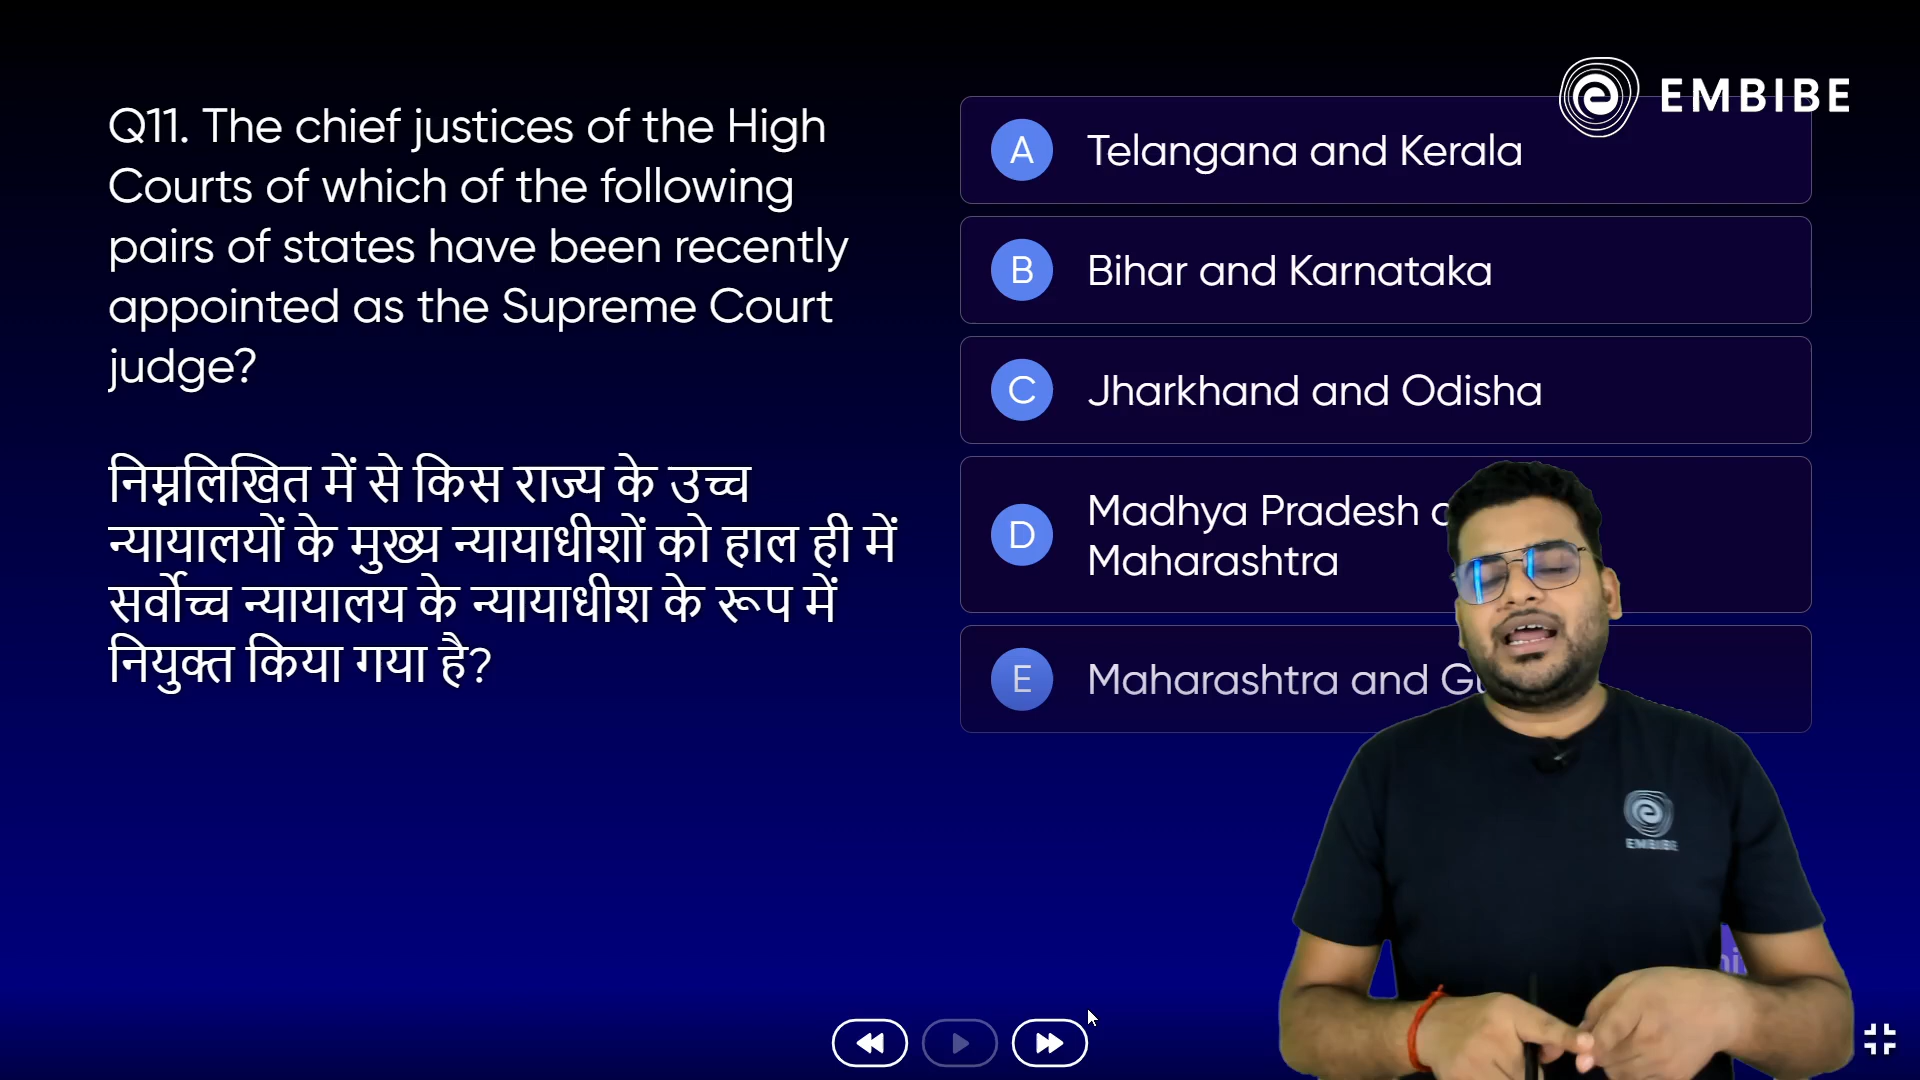 EMBIBE
Q11. The chief justices of the High
Courts of which of the following
pairs of states have been recently
appointed as the Supreme Court
judge?
निम्नलिखित में से किस राज्य के उच्च
न्यायालयों के मुख्य न्यायाधीशों को हाल ही में
सर्वोच्च न्यायालय के न्यायाधीश के रूप में
नियुक्त किया गया है?
A Telangana and Kerala
B Bihar and Karnataka
C Jharkhand and Odisha
D Madhya Pradesh
Maharashtra
E Maharashtra and
EMBIBE